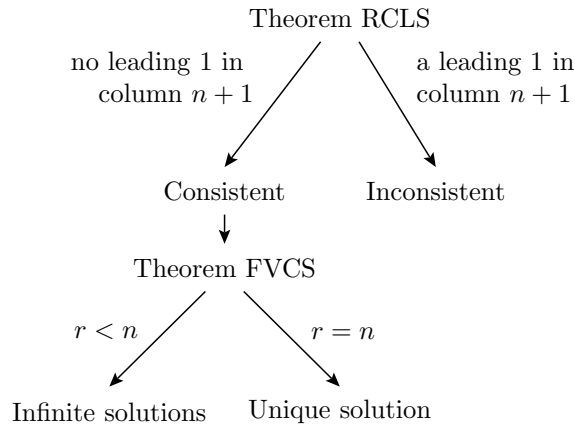 Theorem RCLS
no leading 1 in
column n + 1
a leading 1 in
column n + 1
Consistent
Inconsistent
Theorem FVCS
r < n
r = n
Infinite solutions
Unique solution